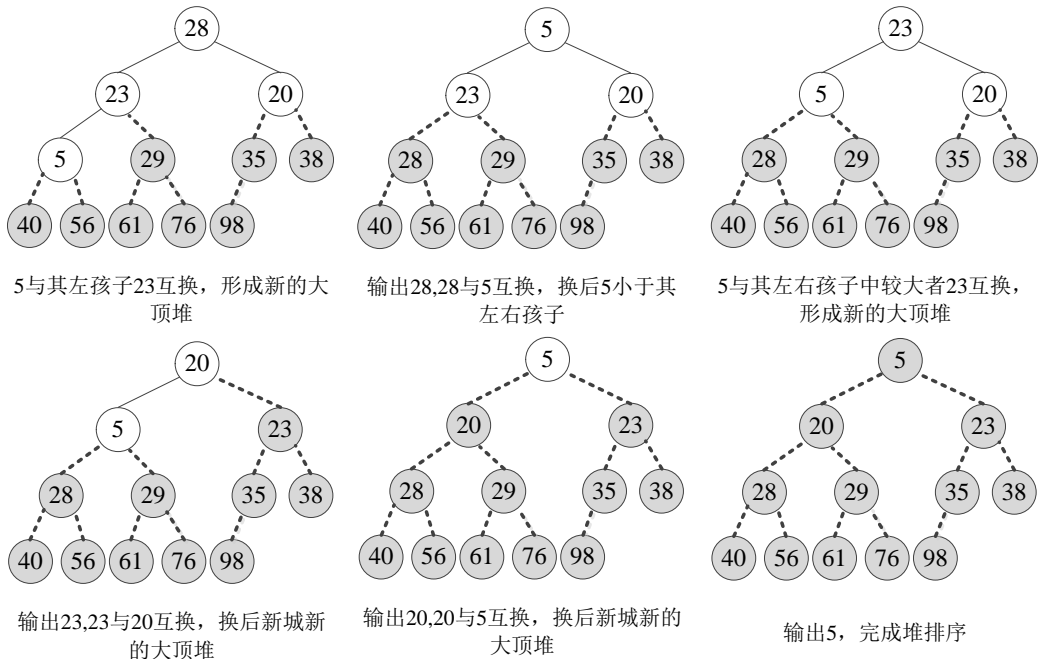 28
23 20
5 29 35 38
40 56 61 76 98
5与其左孩子23互换，形成新的大
顶堆
5
23 20
28 29 35 38
40 56 61 76 98
输出28,28与5互换，换后5小于其
左右孩子
23
5 20
28 29 35 38
40 56 61 76 98
5与其左右孩子中较大者23互换，
形成新的大顶堆
20
5 23
28 29 35 38
40 56 61 76 98
输出23,23与20互换，换后新城新
的大顶堆
5
20 23
28 29 35 38
40 56 61 76 98
输出20,20与5互换，换后新城新的
大顶堆
5
20 23
28 29 35 38
40 56 61 76 98
输出5，完成堆排序